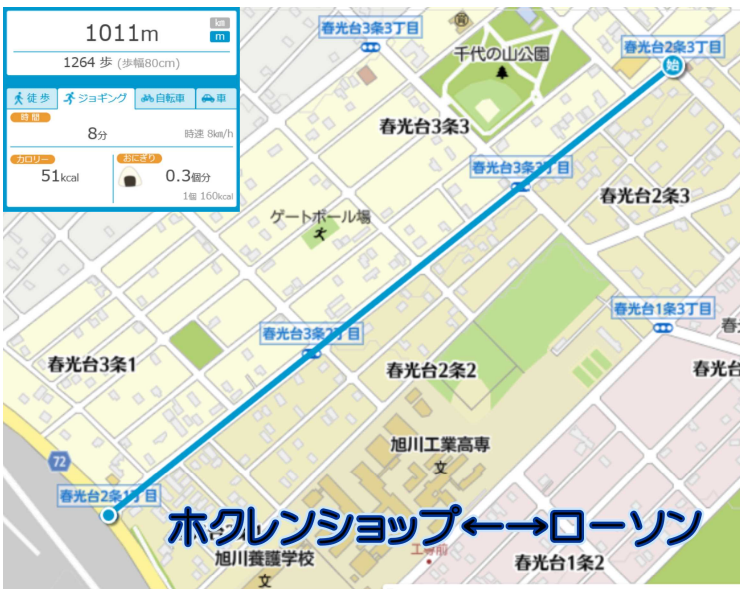 1011m
km
m
1264 歩 (歩幅80cm)
徒歩
ジョギング
自転車
車
時間
8分
時速 8km/h
カロリー
51kcal
おにぎり
0.3個分
1個 160kcal
春光台3条3丁目
千代の山公園
春光台2条3丁目
始
春光台3条3
春光台3条2丁目
春光台2条3
ゲートボール場
春光台1条3丁目
春光台3条2丁目
春光台3条1
春光台2条2
春光台
旭川工業高専
文
72
春光台2条1丁目
ホクレンショップ←→ローソン
旭川養護学校
文
工専前
春光台1条2